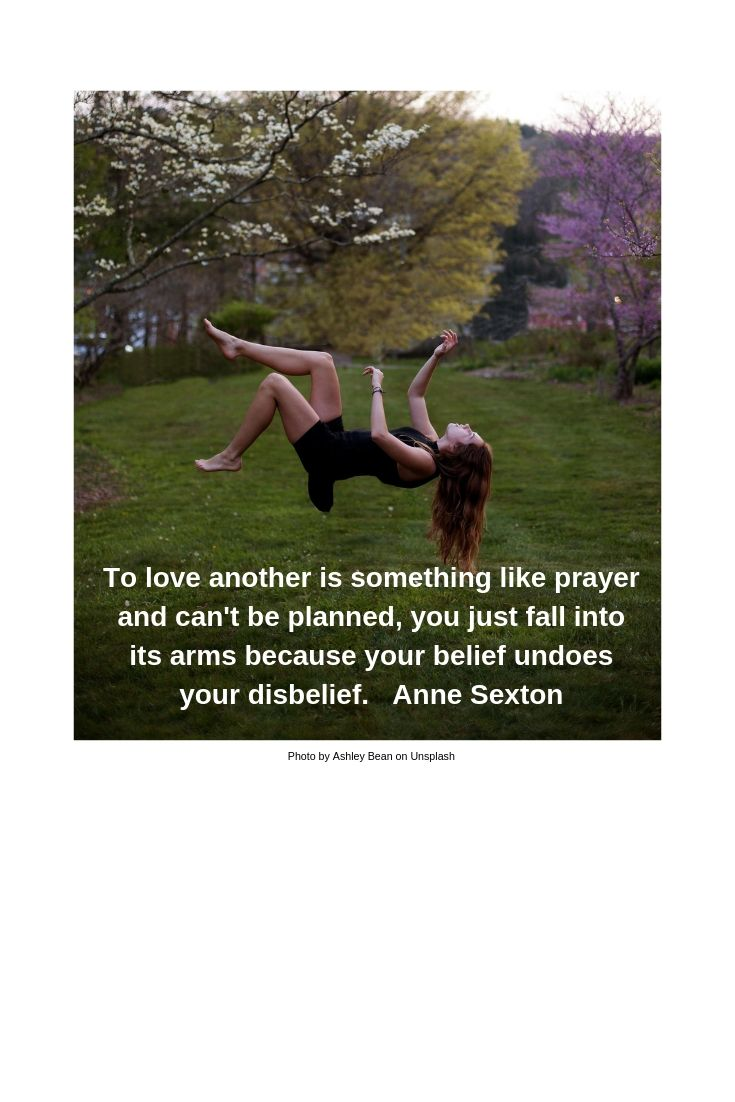 To love another is something like prayer
and can't be planned, you just fall into
its arms because your belief undoes
your disbelief.   Anne Sexton
Photo by Ashley Bean on Unsplash